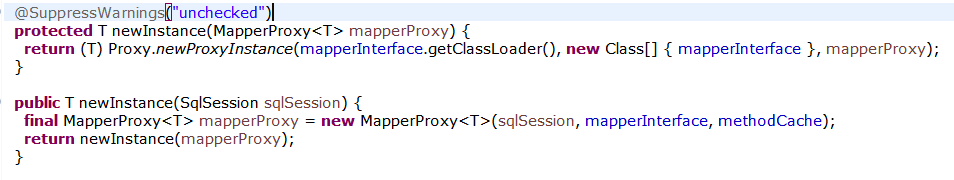 @SuppressWarnings("unchecked")
protected T newInstance(MapperProxy<T> mapperProxy) {
return (T) Proxy.newProxyInstance(mapperInterface.getClassLoader(), new Class[] { mapperInterface }, mapperProxy);
}
public T newInstance(SqlSession sqlSession) {
final MapperProxy<T> mapperProxy = new MapperProxy<T>(sqlSession, mapperInterface, methodCache);
return newInstance(mapperProxy);
}